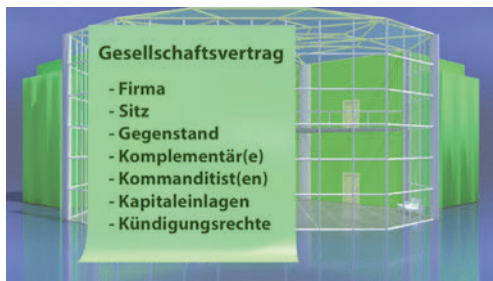 Gesellschaftsvertrag
- Firma
- Sitz
- Gegenstand
- Komplementär(e)
- Kommanditist(en)
- Kapitaleinlagen
- Kündigungsrechte